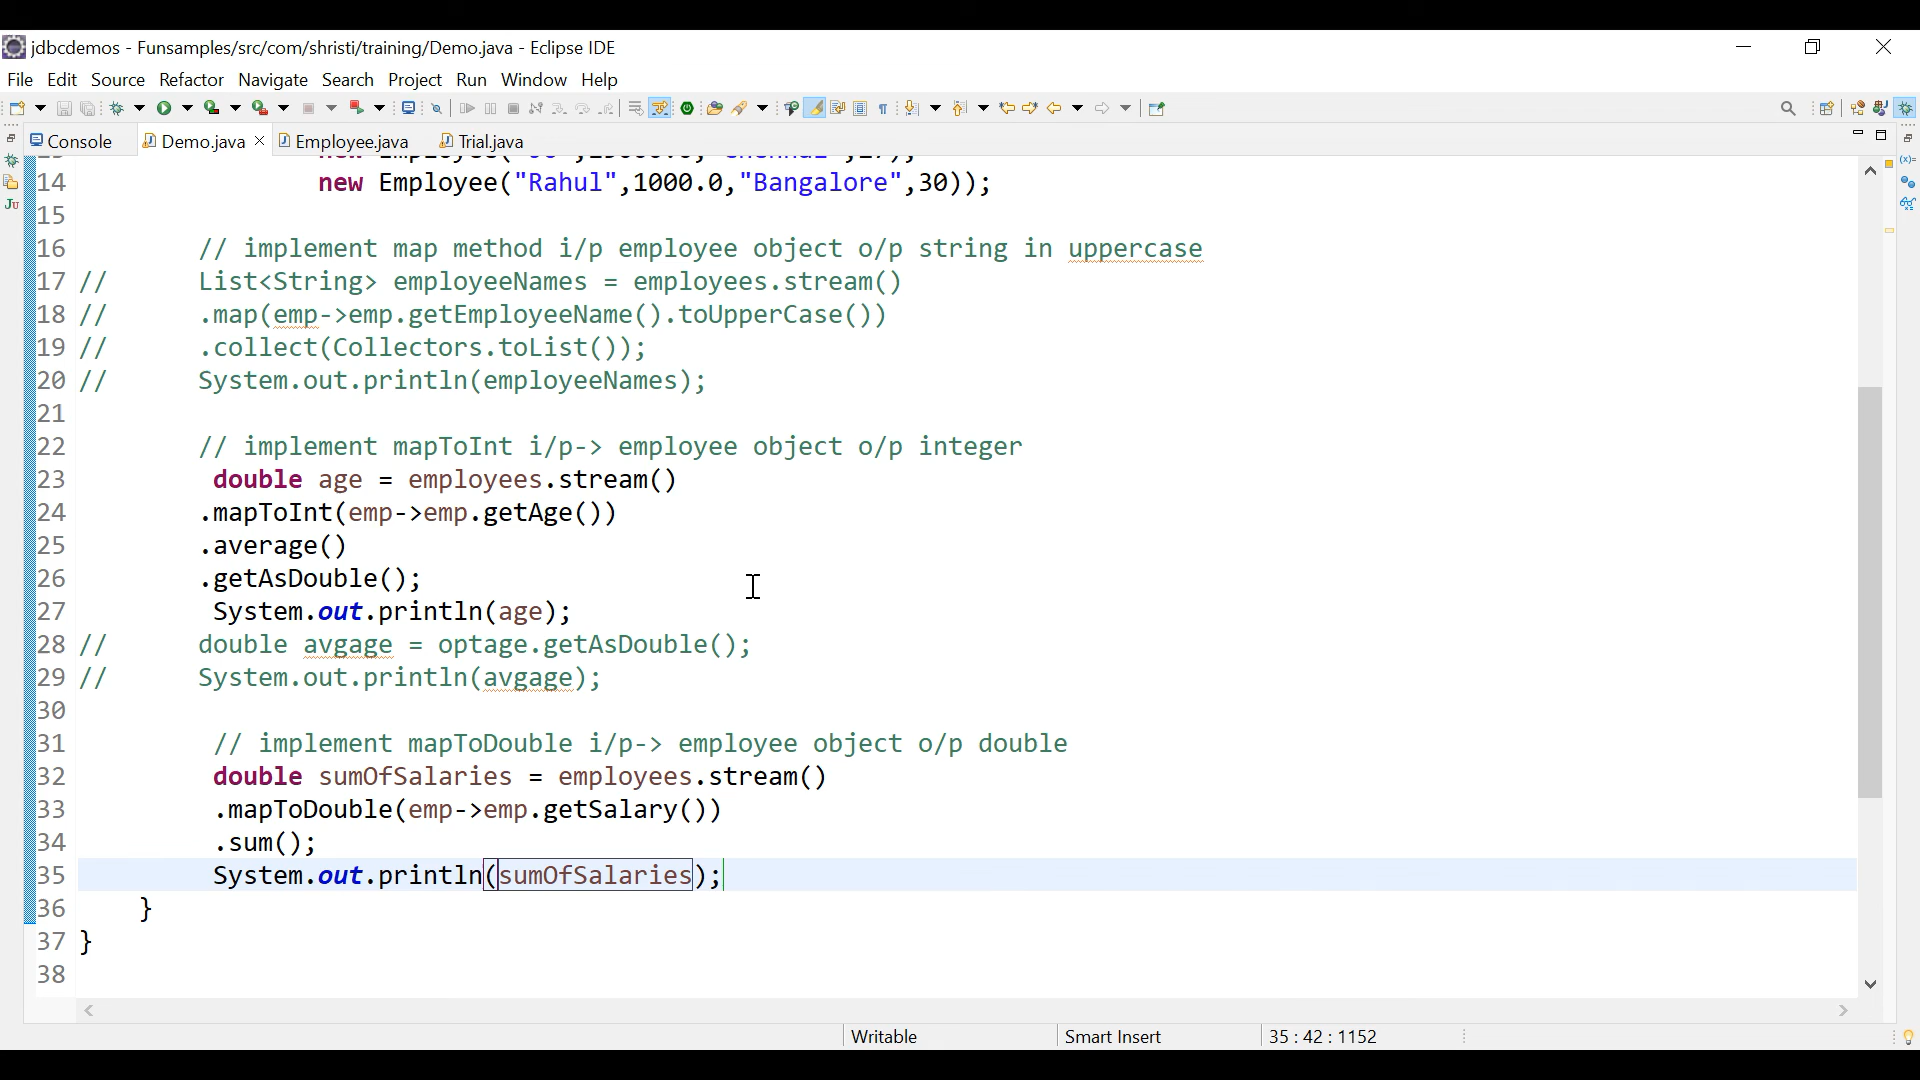 jdbcdemos - Funsamples/src/com/shristi/training/Demo.java - Eclipse IDE
File Edit Source Refactor Navigate Search Project Run Window Help
Console Demo.java Employee.java Trial.java
14 new Employee("Rahul",1000.0,"Bangalore",30));
15
16 // implement map method i/p employee object o/p string in uppercase
17 // List<String> employeeNames = employees.stream()
18 // .map(emp->emp.getEmployeeName().toUpperCase())
19 // .collect(Collectors.toList());
20 // System.out.println(employeeNames);
21
22 // implement mapToInt i/p-> employee object o/p integer
23 double age = employees.stream()
24 .mapToInt(emp->emp.getAge())
25 .average()
26 .getAsDouble();
27 System.out.println(age);
28 // double avgage = optage.getAsDouble();
29 // System.out.println(avgage);
30
31 // implement mapToDouble i/p-> employee object o/p double
32 double sumOfSalaries = employees.stream()
33 .mapToDouble(emp->emp.getSalary())
34 .sum();
35 System.out.println(sumOfSalaries);
36 }
37 }
38
Writable Smart Insert 35 : 42 : 1152